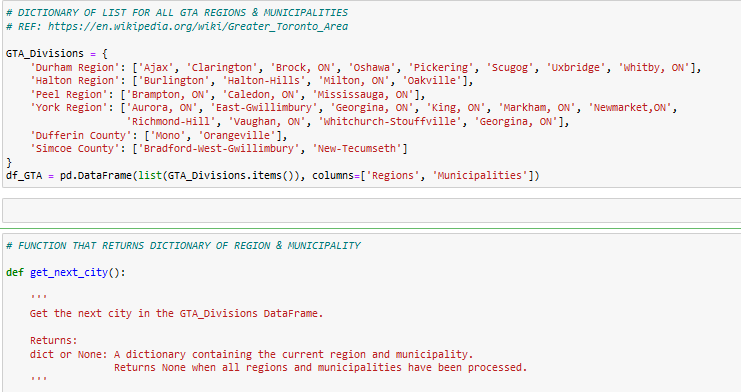 # DICTIONARY OF LIST FOR ALL GTA REGIONS & MUNICIPALITIES
# REF: https://en.wikipedia.org/wiki/Greater_Toronto_Area
GTA_Divisions = {
'Durham Region': ['Ajax', 'Clarington', 'Brock, ON', 'Oshawa', 'Pickering', 'Scugog', 'Uxbridge', 'Whitby, ON'],
'Halton Region': ['Burlington', 'Halton-Hills', 'Milton, ON', 'Oakville'],
'Peel Region': ['Brampton, ON', 'Caledon, ON', 'Mississauga, ON'],
'York Region': ['Aurora, ON', 'East-Gwillimbury', 'Georgina, ON', 'King, ON', 'Markham, ON', 'Newmarket,ON',
'Richmond-Hill', 'Vaughan, ON', 'Whitchurch-Stouffville', 'Georgina, ON'],
'Dufferin County': ['Mono', 'Orangeville'],
'Simcoe County': ['Bradford-West-Gwillimbury', 'New-Tecumseth']
}
df_GTA = pd.DataFrame(list(GTA_Divisions.items()), columns=['Regions', 'Municipalities'])
# FUNCTION THAT RETURNS DICTIONARY OF REGION & MUNICIPALITY
def get_next_city():
'''
Get the next city in the GTA_Divisions DataFrame.
Returns:
dict or None: A dictionary containing the current region and municipality.
Returns None when all regions and municipalities have been processed.
'''